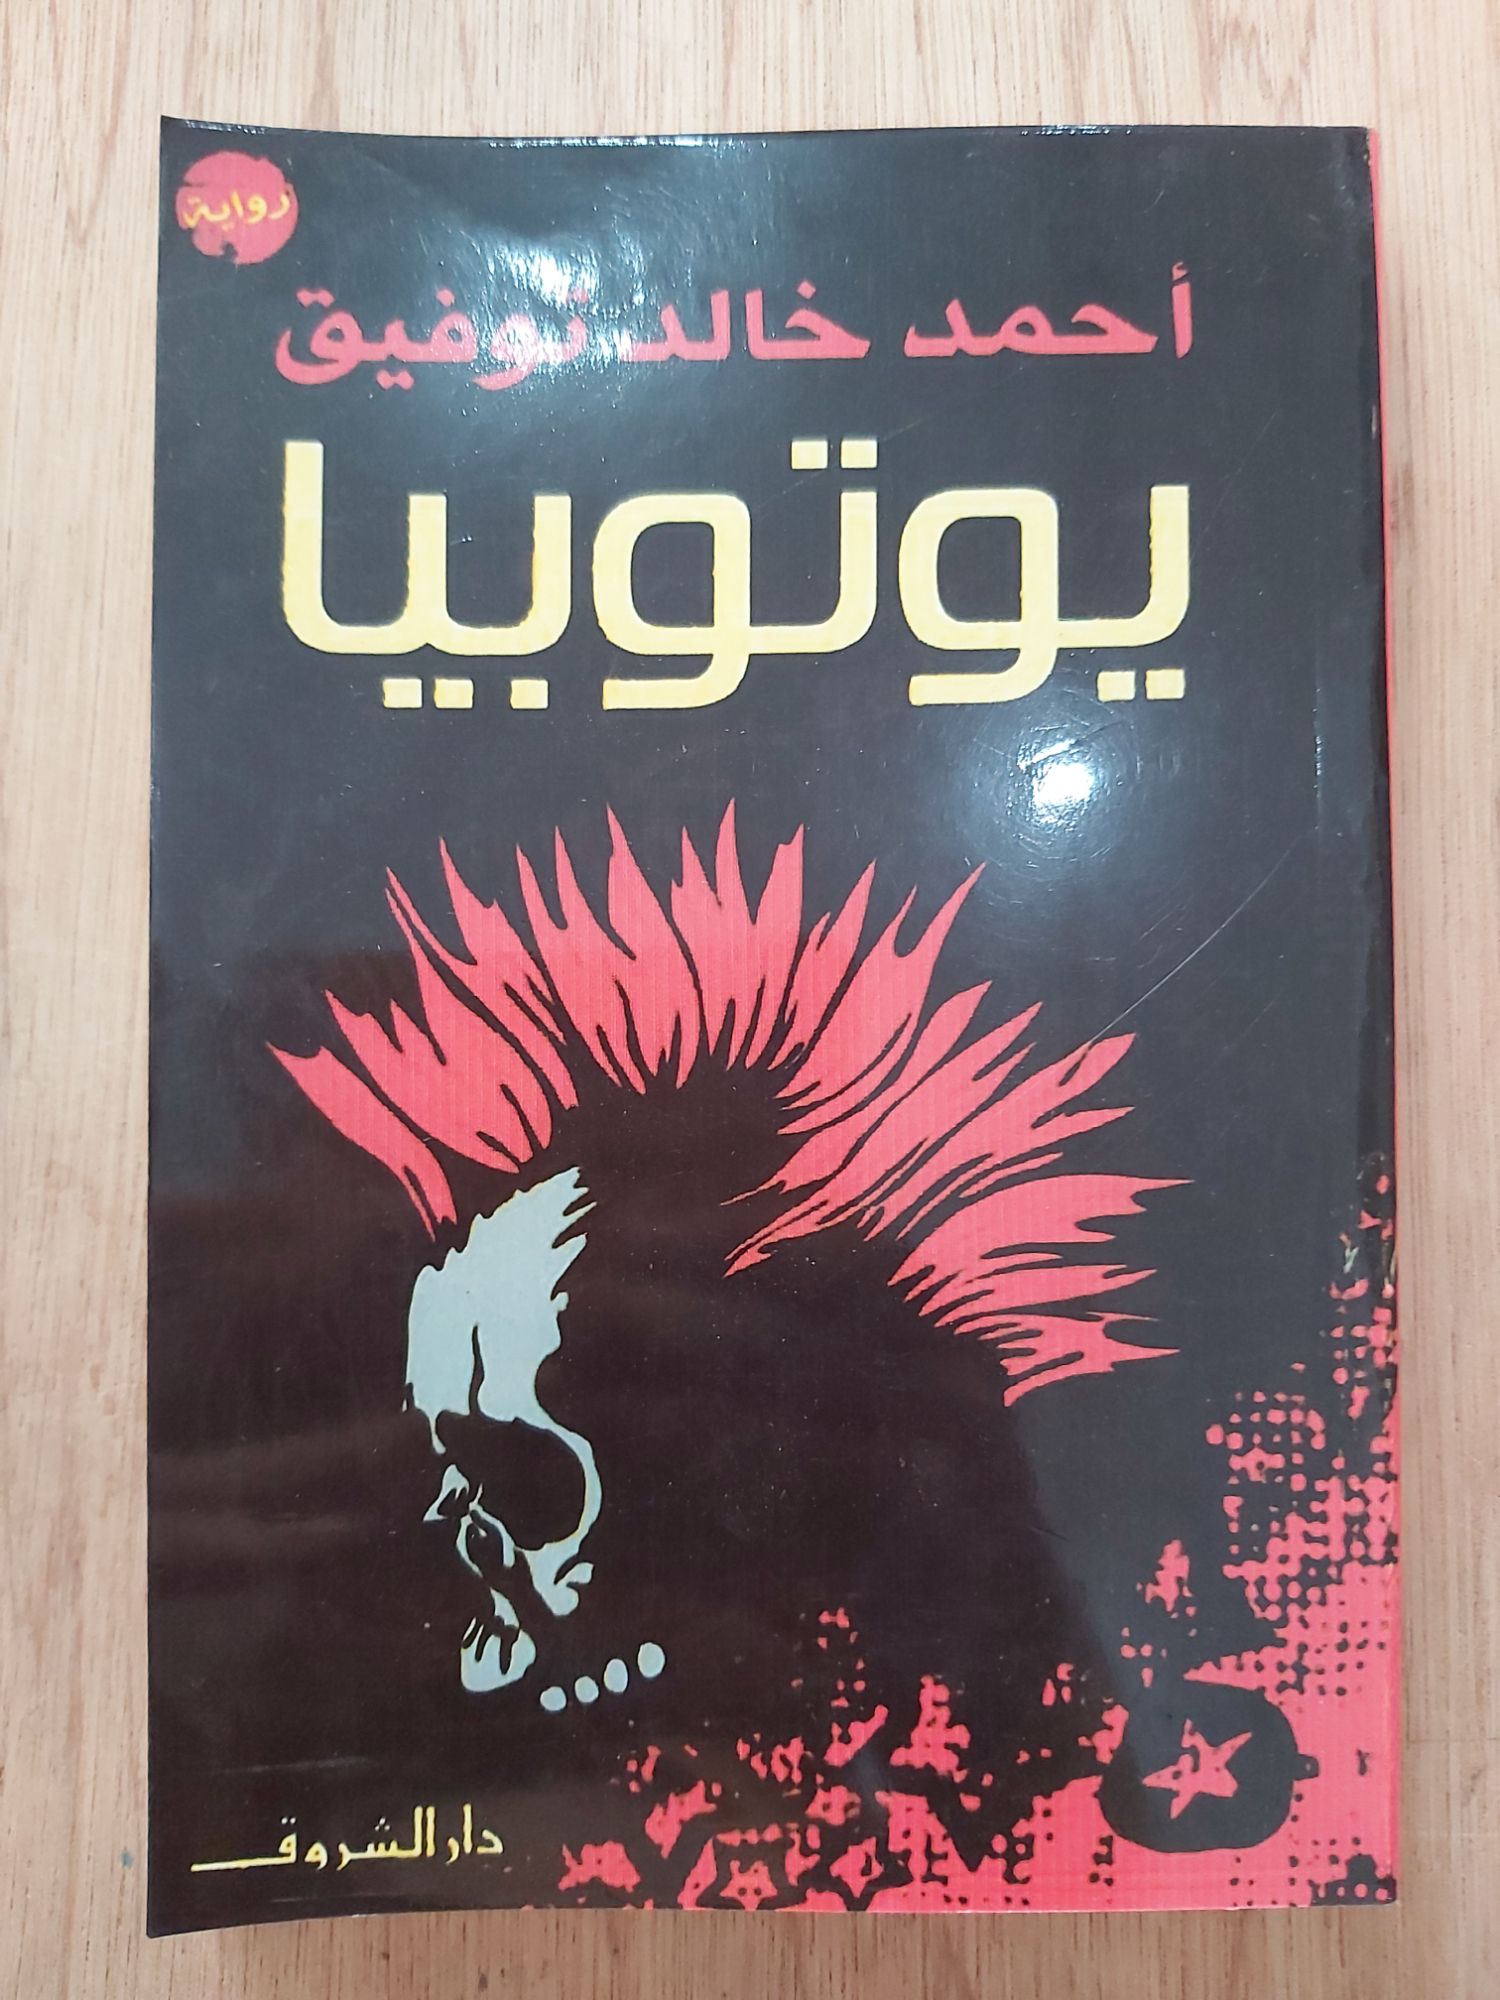 رواية
أحمد خالد توفيق
يوتوبيا
دار الشروق